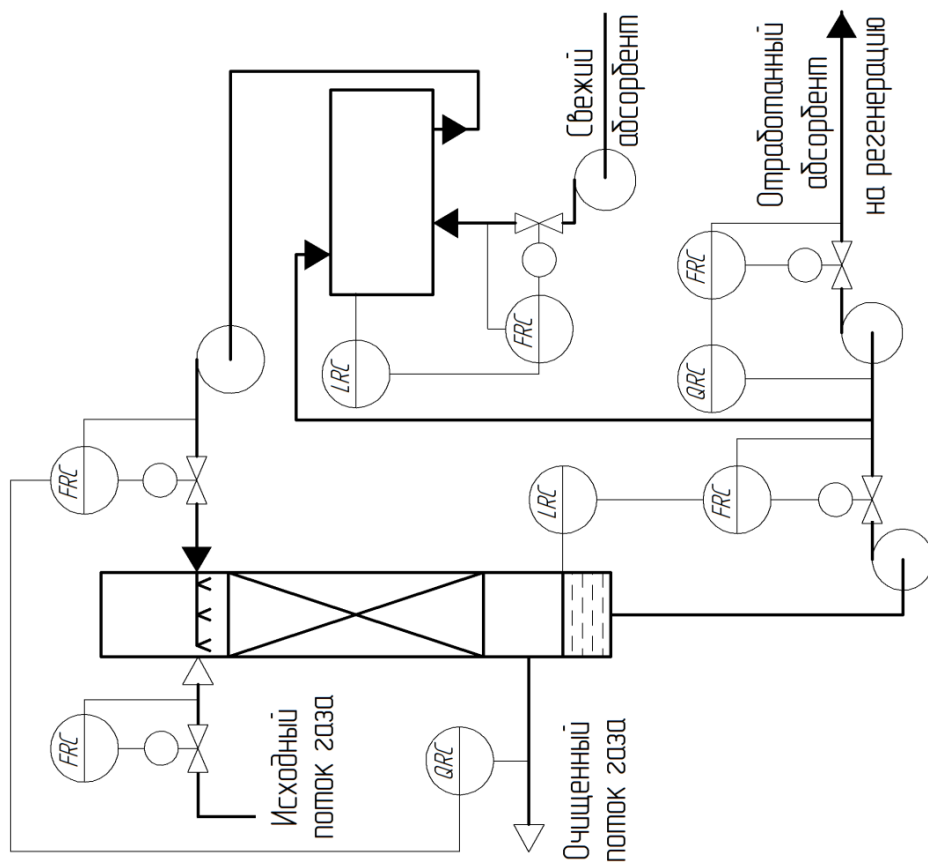 FRC
FRC
Исходный
поток газа
LRC
QRC
FRC
Свежий
абсорбент
LRC
Очищенный
поток газа
QRC
FRC
FRC
Отработанный
абсорбент
на регенерацию